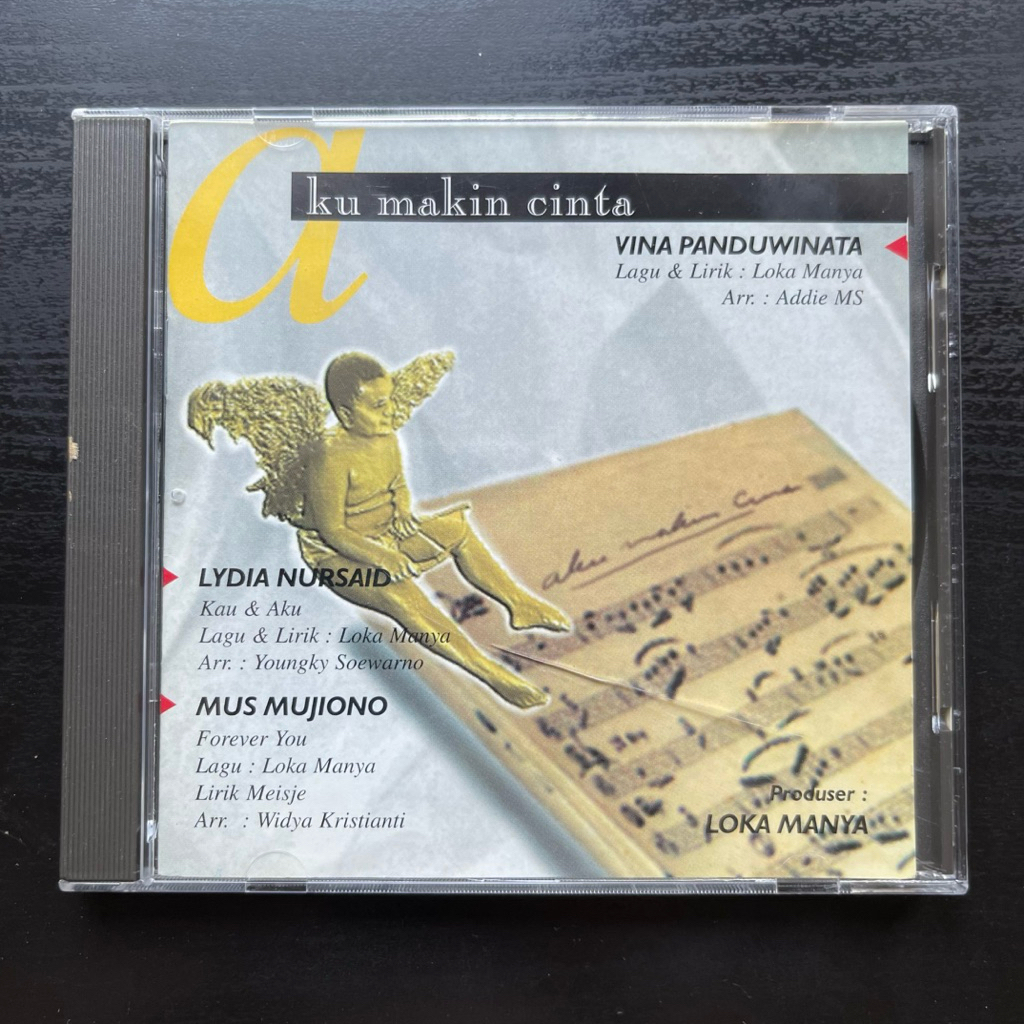 aku makin cinta
VINA PANDUWINATA
Lagu & Lirik : Loka Manya
Arr. : Addie MS
aku makin cinta
LYDIA NURSAID
Kau & Aku
Lagu & Lirik : Loka Manya
Arr. : Youngky Soewarno
MUS MUJIONO
Forever You
Lagu : Loka Manya
Lirik Meisje
Arr. : Widya Kristianti
Produser :
LOKA MANYA